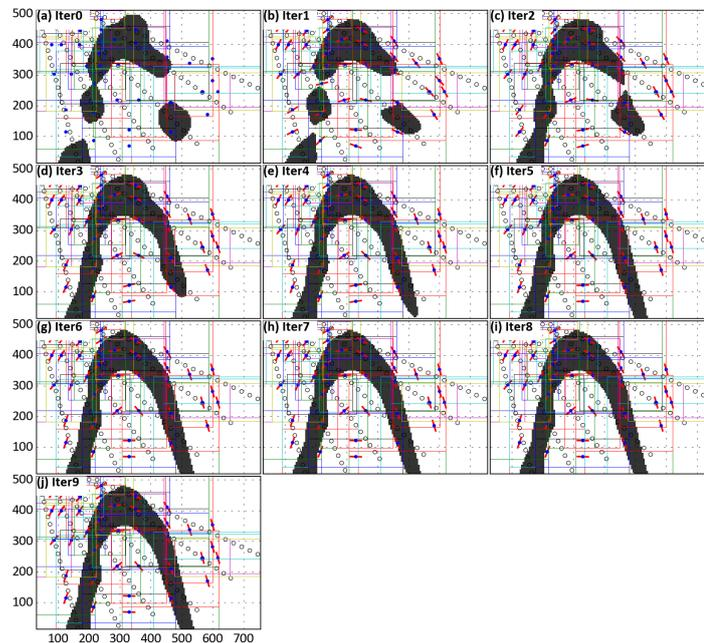 (a) Iter0
(b) Iter1
(c) Iter2
500
400
300
200
100
(d) Iter3
(e) Iter4
(f) Iter5
500
400
300
200
100
(g) Iter6
(h) Iter7
(i) Iter8
500
400
300
200
100
(j) Iter9
500
400
300
200
100
100 200 300 400 500 600 700